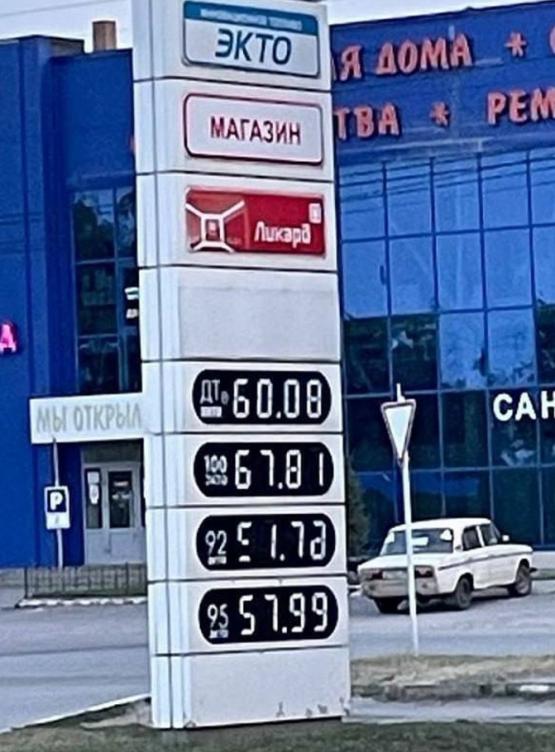 ЭКТО
Я ДОМА *
МАГАЗИН
ТВА * РЕМ
Ликард
А
ДТ 60.08
МЫ ОТКРЫЛ
САН
100 ЭКТО 67.81
P
92
95 57.99